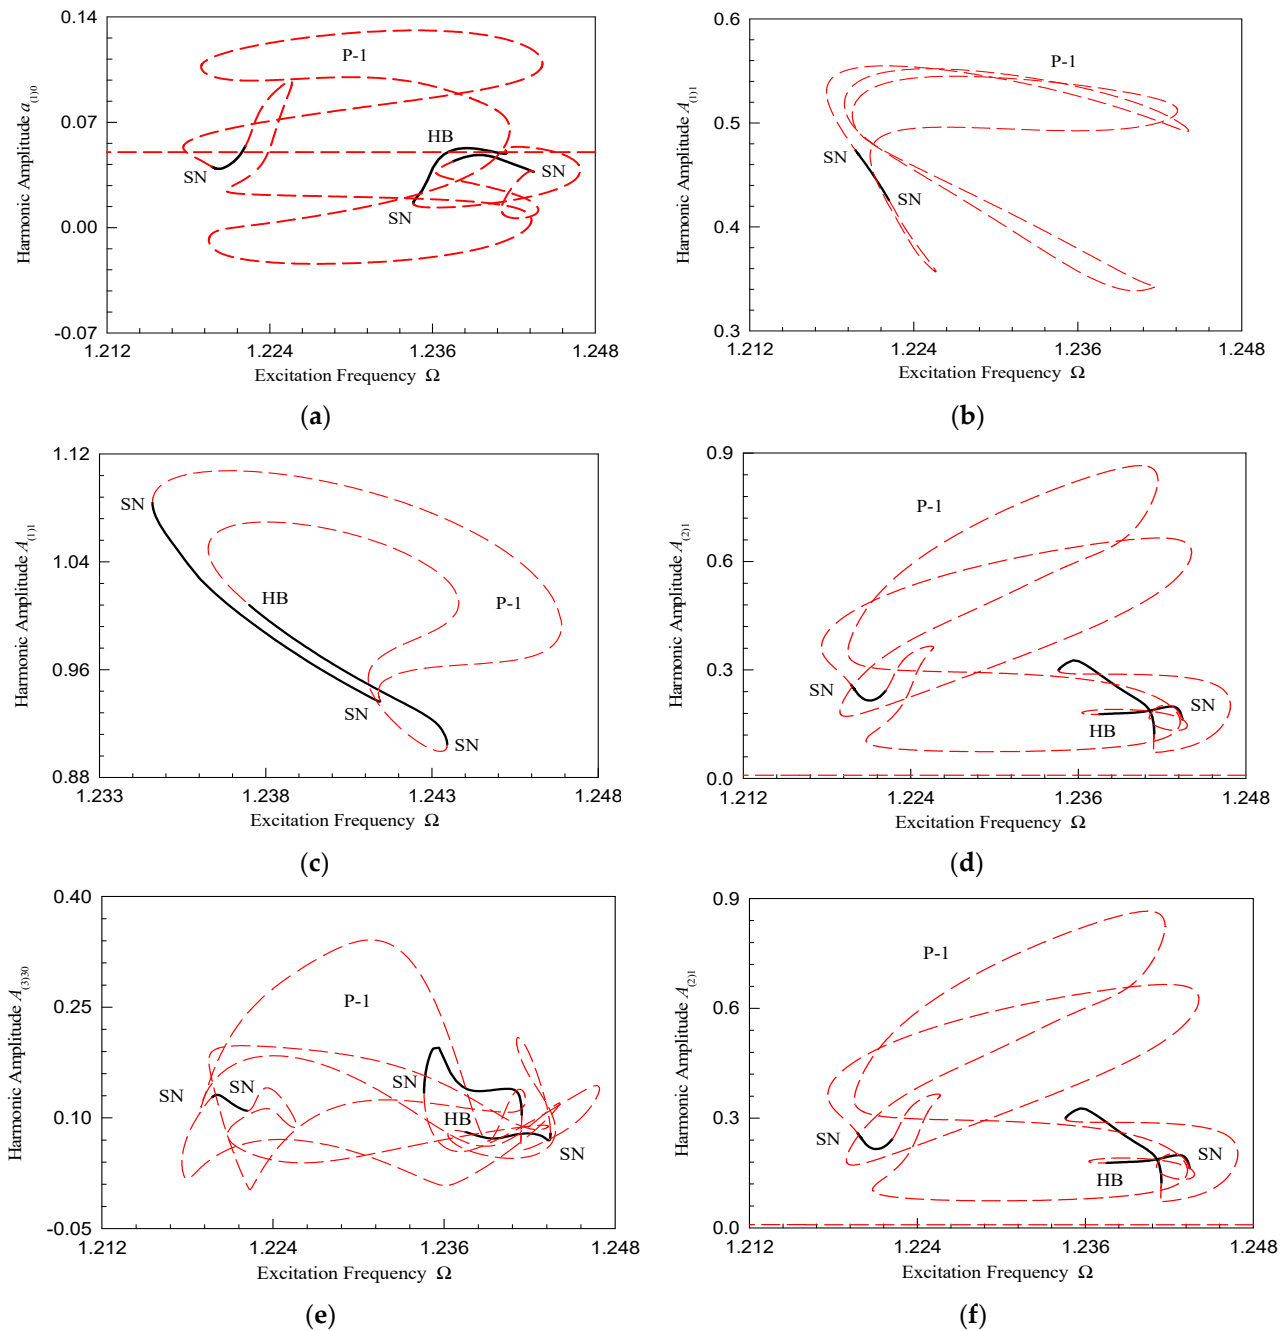 0.14
0.07
0.00
-0.07
Harmonic Amplitude a(1)0
P-1
HB
SN
SN
SN
1.212
1.224
1.236
1.248
Excitation Frequency Ω
(a)
0.6
0.5
0.4
0.3
Harmonic Amplitude A(1)1
P-1
SN
SN
1.212
1.224
1.236
1.248
Excitation Frequency Ω
(b)
1.12
1.04
0.96
0.88
Harmonic Amplitude A(1)1
SN
HB
P-1
SN
SN
1.233
1.238
1.243
1.248
Excitation Frequency Ω
(c)
0.9
0.6
0.3
0.0
Harmonic Amplitude A(2)1
P-1
SN
SN
HB
1.212
1.224
1.236
1.248
Excitation Frequency Ω
(d)
0.40
0.25
0.10
-0.05
Harmonic Amplitude A(3)30
P-1
SN
SN
SN
HB
SN
1.212
1.224
1.236
1.248
Excitation Frequency Ω
(e)
0.9
0.6
0.3
0.0
Harmonic Amplitude A(2)1
P-1
SN
SN
HB
1.212
1.224
1.236
1.248
Excitation Frequency Ω
(f)